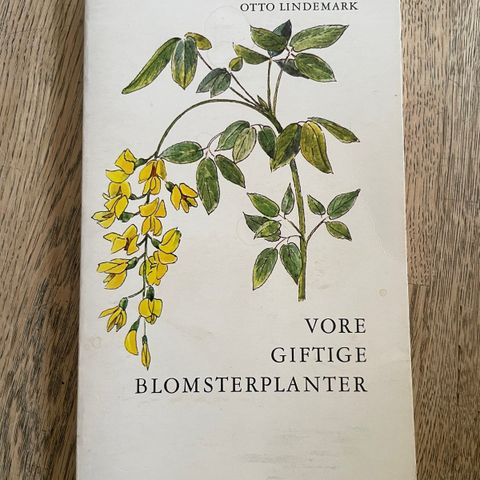 OTTO LINDEMARK
VORE
GIFTIGE
BLOMSTERPLANTER